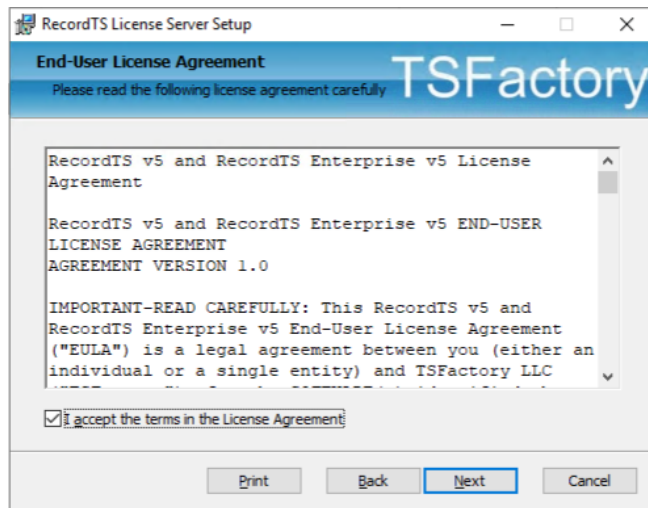 RecordTS License Server Setup
End-User License Agreement
Please read the following license agreement carefully
TSFactory
RecordTS v5 and RecordTS Enterprise v5 License
Agreement
RecordTS v5 and RecordTS Enterprise v5 END-USER
LICENSE AGREEMENT
AGREEMENT VERSION 1.0
IMPORTANT-READ CAREFULLY: This RecordTS v5 and
RecordTS Enterprise v5 End-User License Agreement
("EULA") is a legal agreement between you (either an
individual or a single entity) and TSFactory LLC
I accept the terms in the License Agreement
Print Back Next Cancel